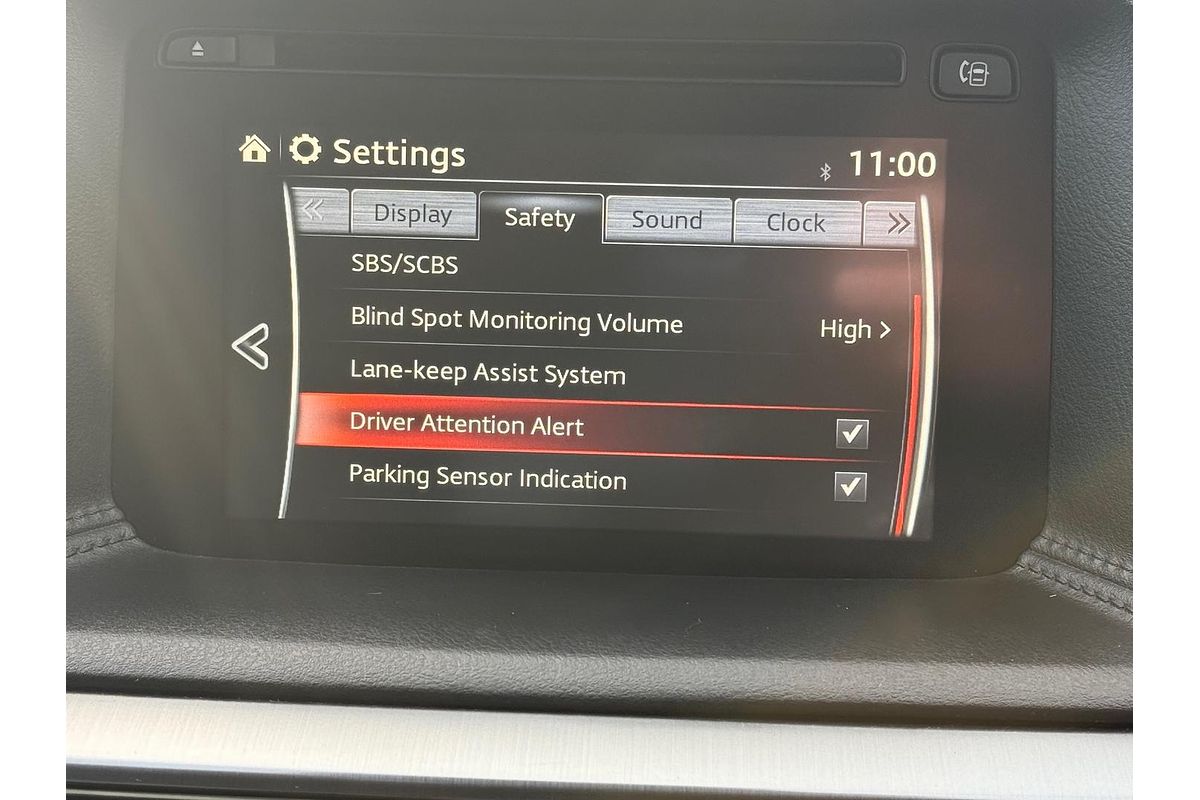 Settings
11:00
Display
Safety
Sound
Clock
SBS/SCBS
Blind Spot Monitoring Volume High
Lane-keep Assist System
Driver Attention Alert
Parking Sensor Indication